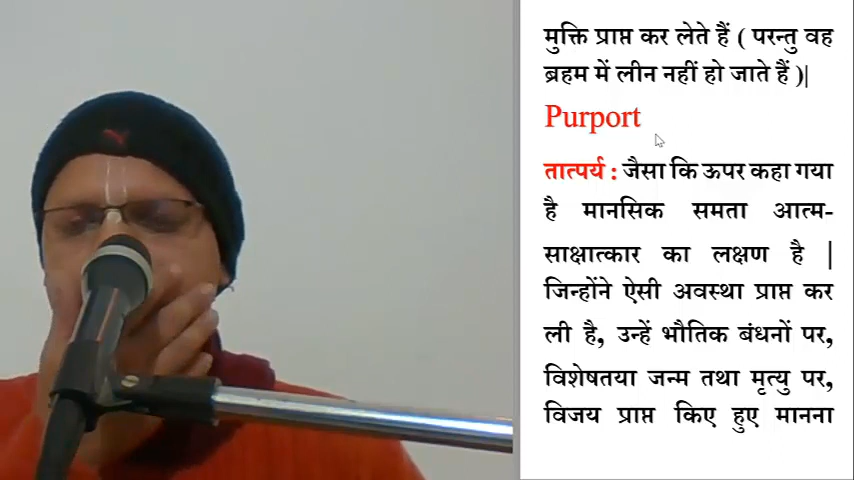 मुक्ति प्राप्त कर लेते हैं ( परन्तु वह
ब्रहम में लीन नहीं हो जाते हैं )|
Purport
तात्पर्य : जैसा कि ऊपर कहा गया
है मानसिक समता आत्म-
साक्षात्कार का लक्षण है |
जिन्होंने ऐसी अवस्था प्राप्त कर
ली है, उन्हें भौतिक बंधनों पर,
विशेषतया जन्म तथा मृत्यु पर,
विजय प्राप्त किए हुए मानना